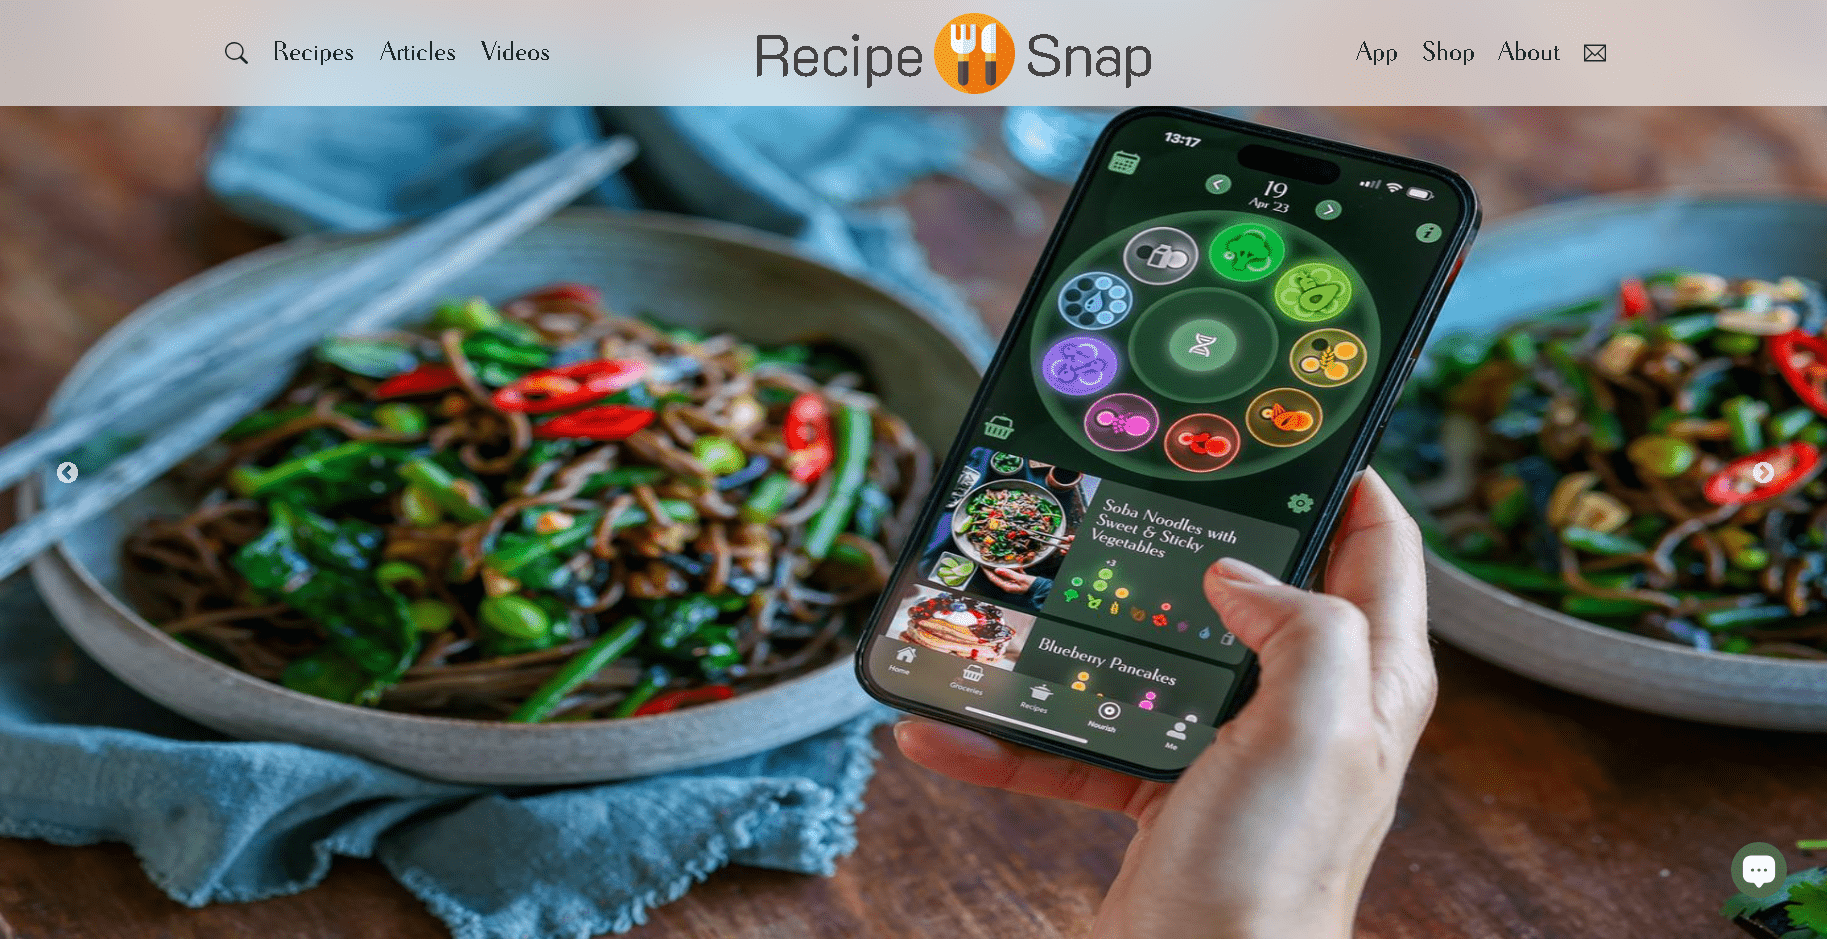 Recipes Articles Videos
Recipe Snap
App Shop About
13:17
19
Apr '23
Soba Noodles with
Sweet & Sticky
Vegetables
+3
Blueberry Pancakes
Home
Groceries
Recipes
Nourish
Me